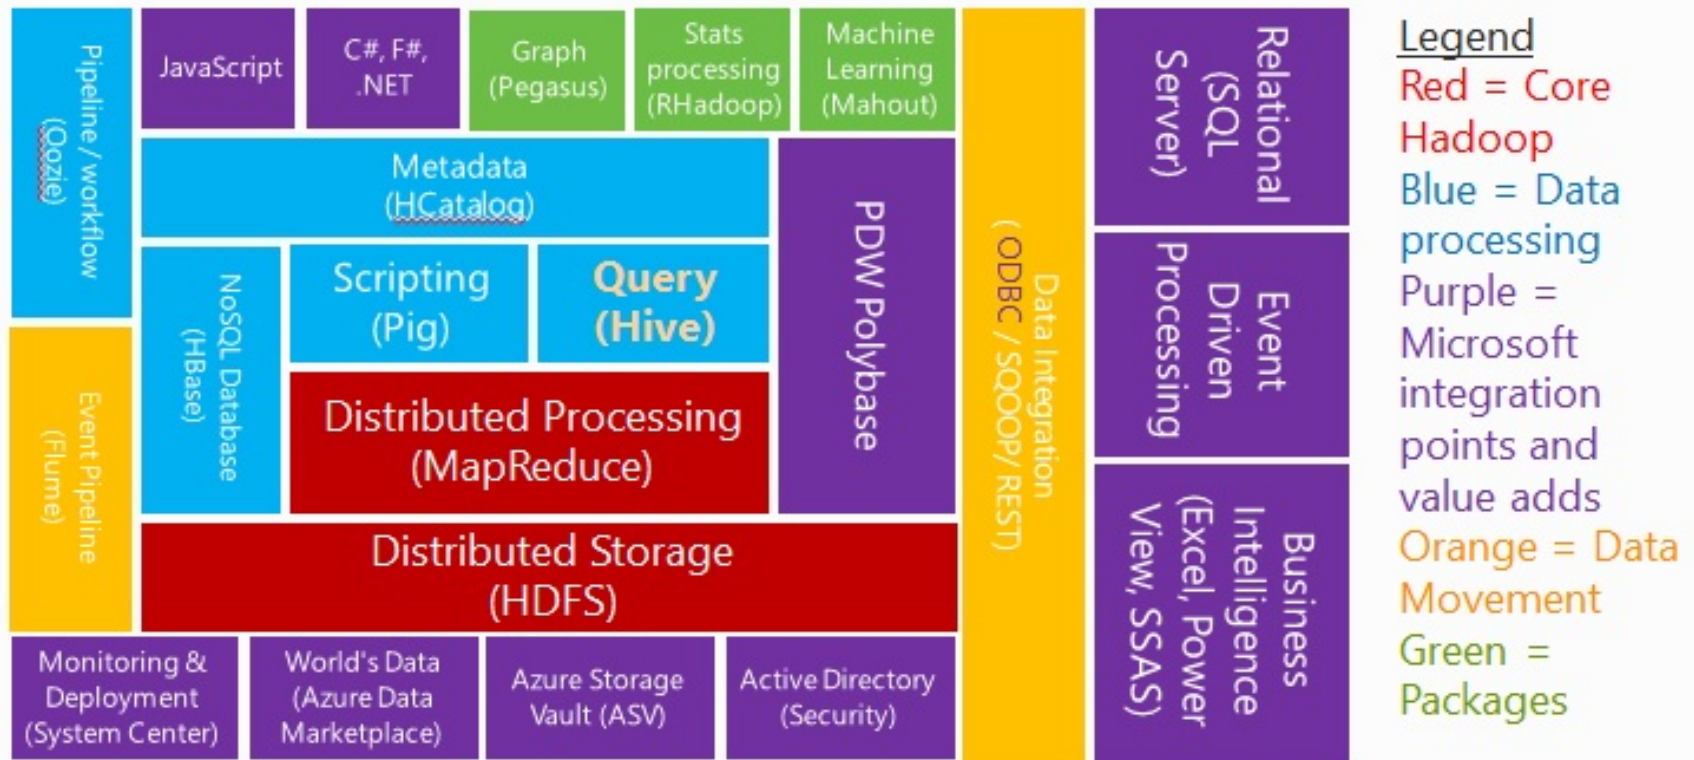 Pipeline / workflow
(Oozie)
JavaScript
C#, F#,
.NET
Graph
(Pegasus)
Stats
processing
(RHadoop)
Machine
Learning
(Mahout)
Metadata
(HCatalog)
NoSQL Database
(HBase)
Scripting
(Pig)
Query
(Hive)
PDW Polybase
Distributed Processing
(MapReduce)
Event Pipeline
(Flume)
Distributed Storage
(HDFS)
Monitoring &
Deployment
(System Center)
World's Data
(Azure Data
Marketplace)
Azure Storage
Vault (ASV)
Active Directory
(Security)
Data Integration
( ODBC / SQOOP/ REST)
Relational
(SQL
Server)
Event
Driven
Processing
Business
Intelligence
(Excel, Power
View, SSAS)
Legend
Red = Core
Hadoop
Blue = Data
processing
Purple =
Microsoft
integration
points and
value adds
Orange = Data
Movement
Green =
Packages